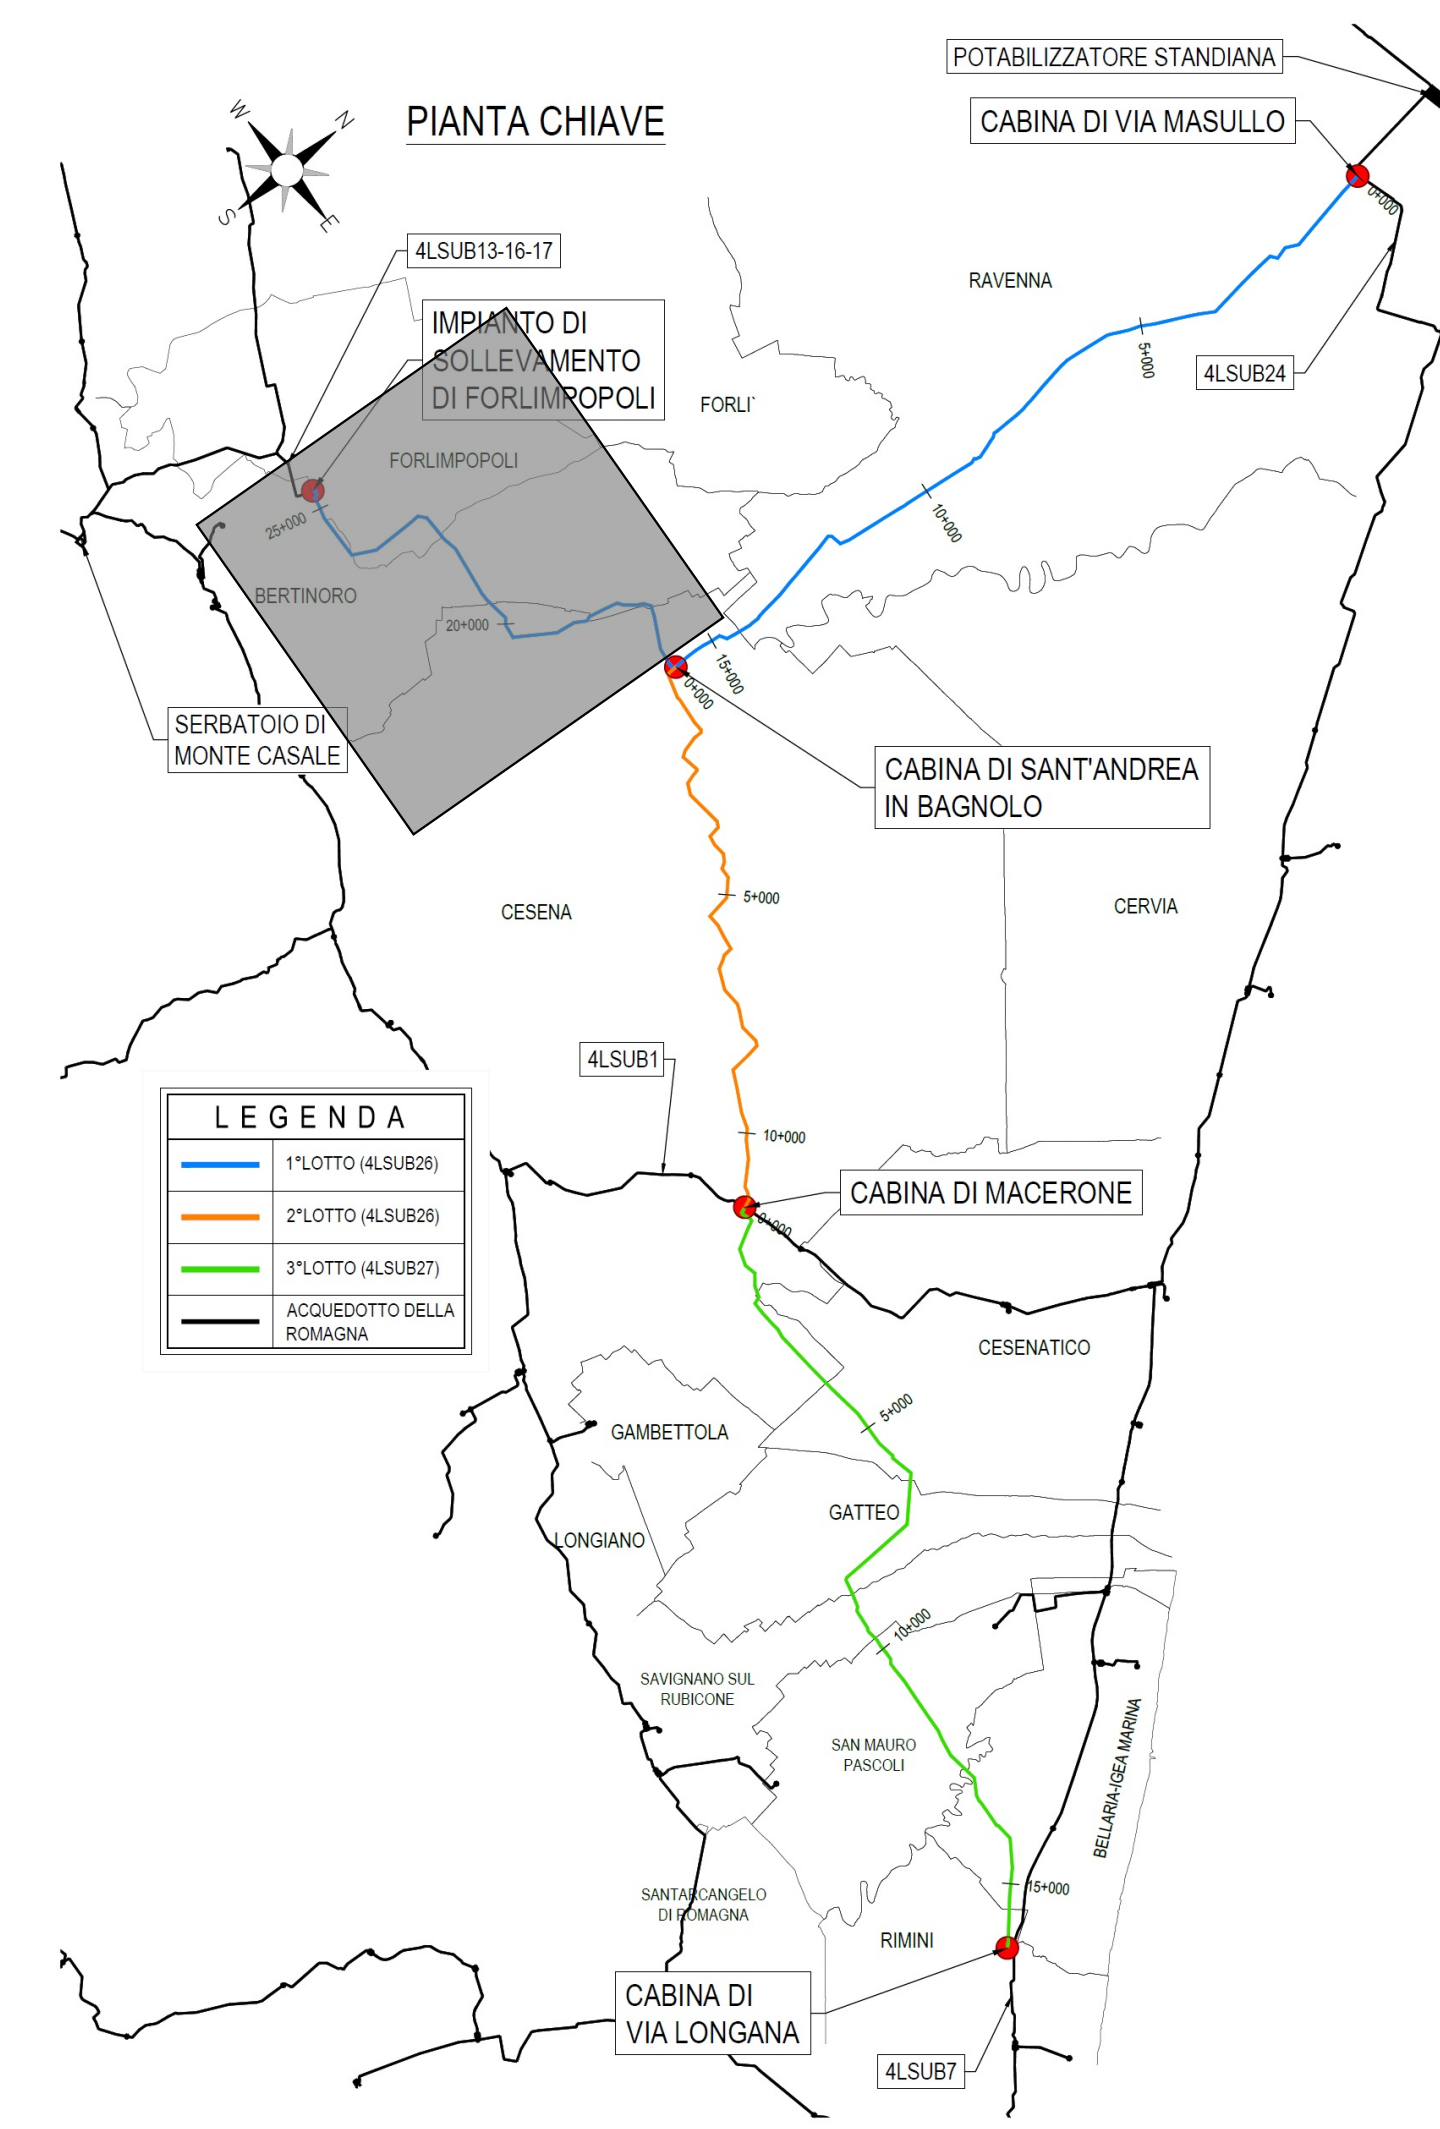 POTABILIZZATORE STANDIANA
PIANTA CHIAVE
CABINA DI VIA MASULLO
W
N
S
E
0+000
4LSUB13-16-17
RAVENNA
IMPIANTO DI
SOLLEVAMENTO
DI FORLIMPOPOLI
5+000
4LSUB24
FORLI`
FORLIMPOPOLI
25+000
10+000
BERTINORO
20+000
15+000
0+000
SERBATOIO DI
MONTE CASALE
CABINA DI SANT'ANDREA
IN BAGNOLO
5+000
CESENA
CERVIA
4LSUB1
10+000
LEGENDA
1°LOTTO (4LSUB26)
2°LOTTO (4LSUB26)
3°LOTTO (4LSUB27)
ACQUEDOTTO DELLA
ROMAGNA
CABINA DI MACERONE
0+000
CESENATICO
5+000
GAMBETTOLA
GATTEO
LONGIANO
10+000
SAVIGNANO SUL
RUBICONE
SAN MAURO
PASCOLI
BELLARIA-IGEA MARINA
15+000
SANTARCANGELO
DI ROMAGNA
RIMINI
CABINA DI
VIA LONGANA
4LSUB7